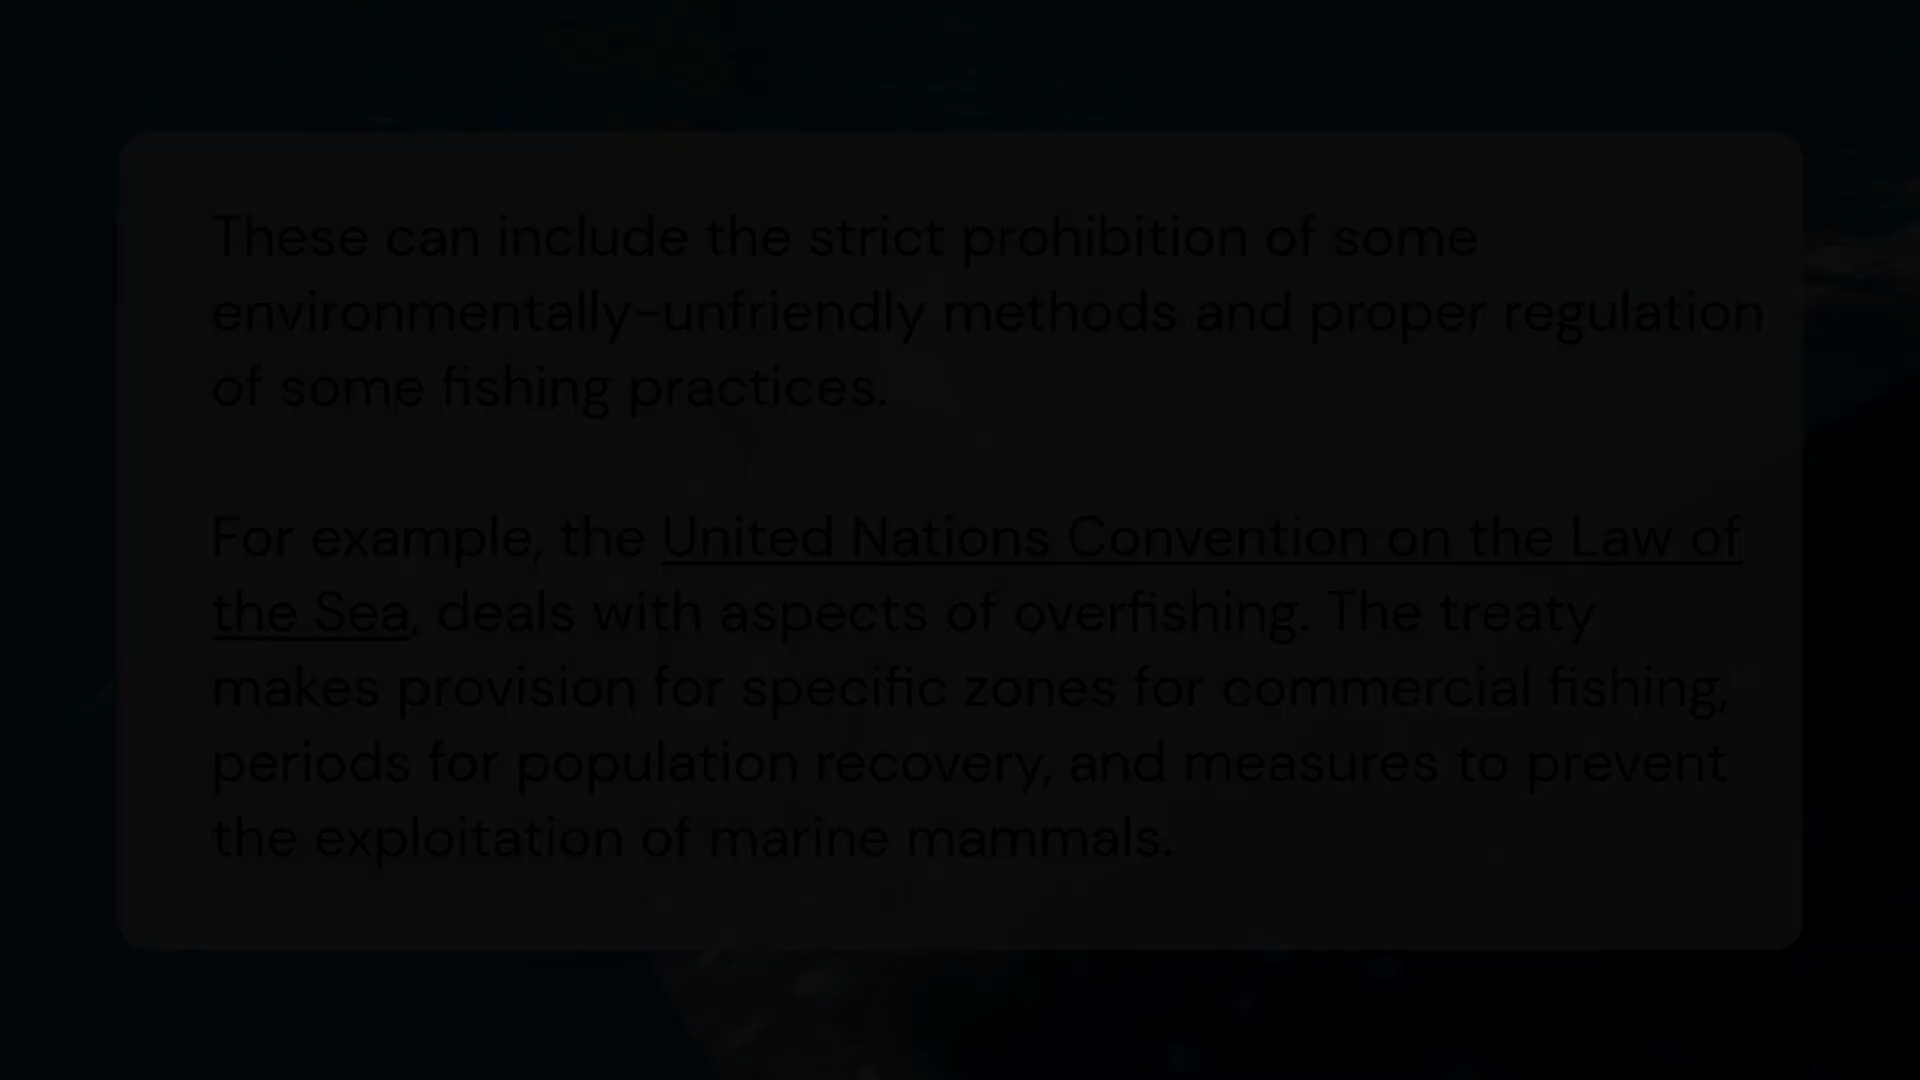 These can include the strict prohibition of some
environmentally-unfriendly methods and proper regulation
of some fishing practices.
For example, the United Nations Convention on the Law of
the Sea, deals with aspects of overfishing. The treaty
makes provision for specific zones for commercial fishing,
periods for population recovery, and measures to prevent
the exploitation of marine mammals.